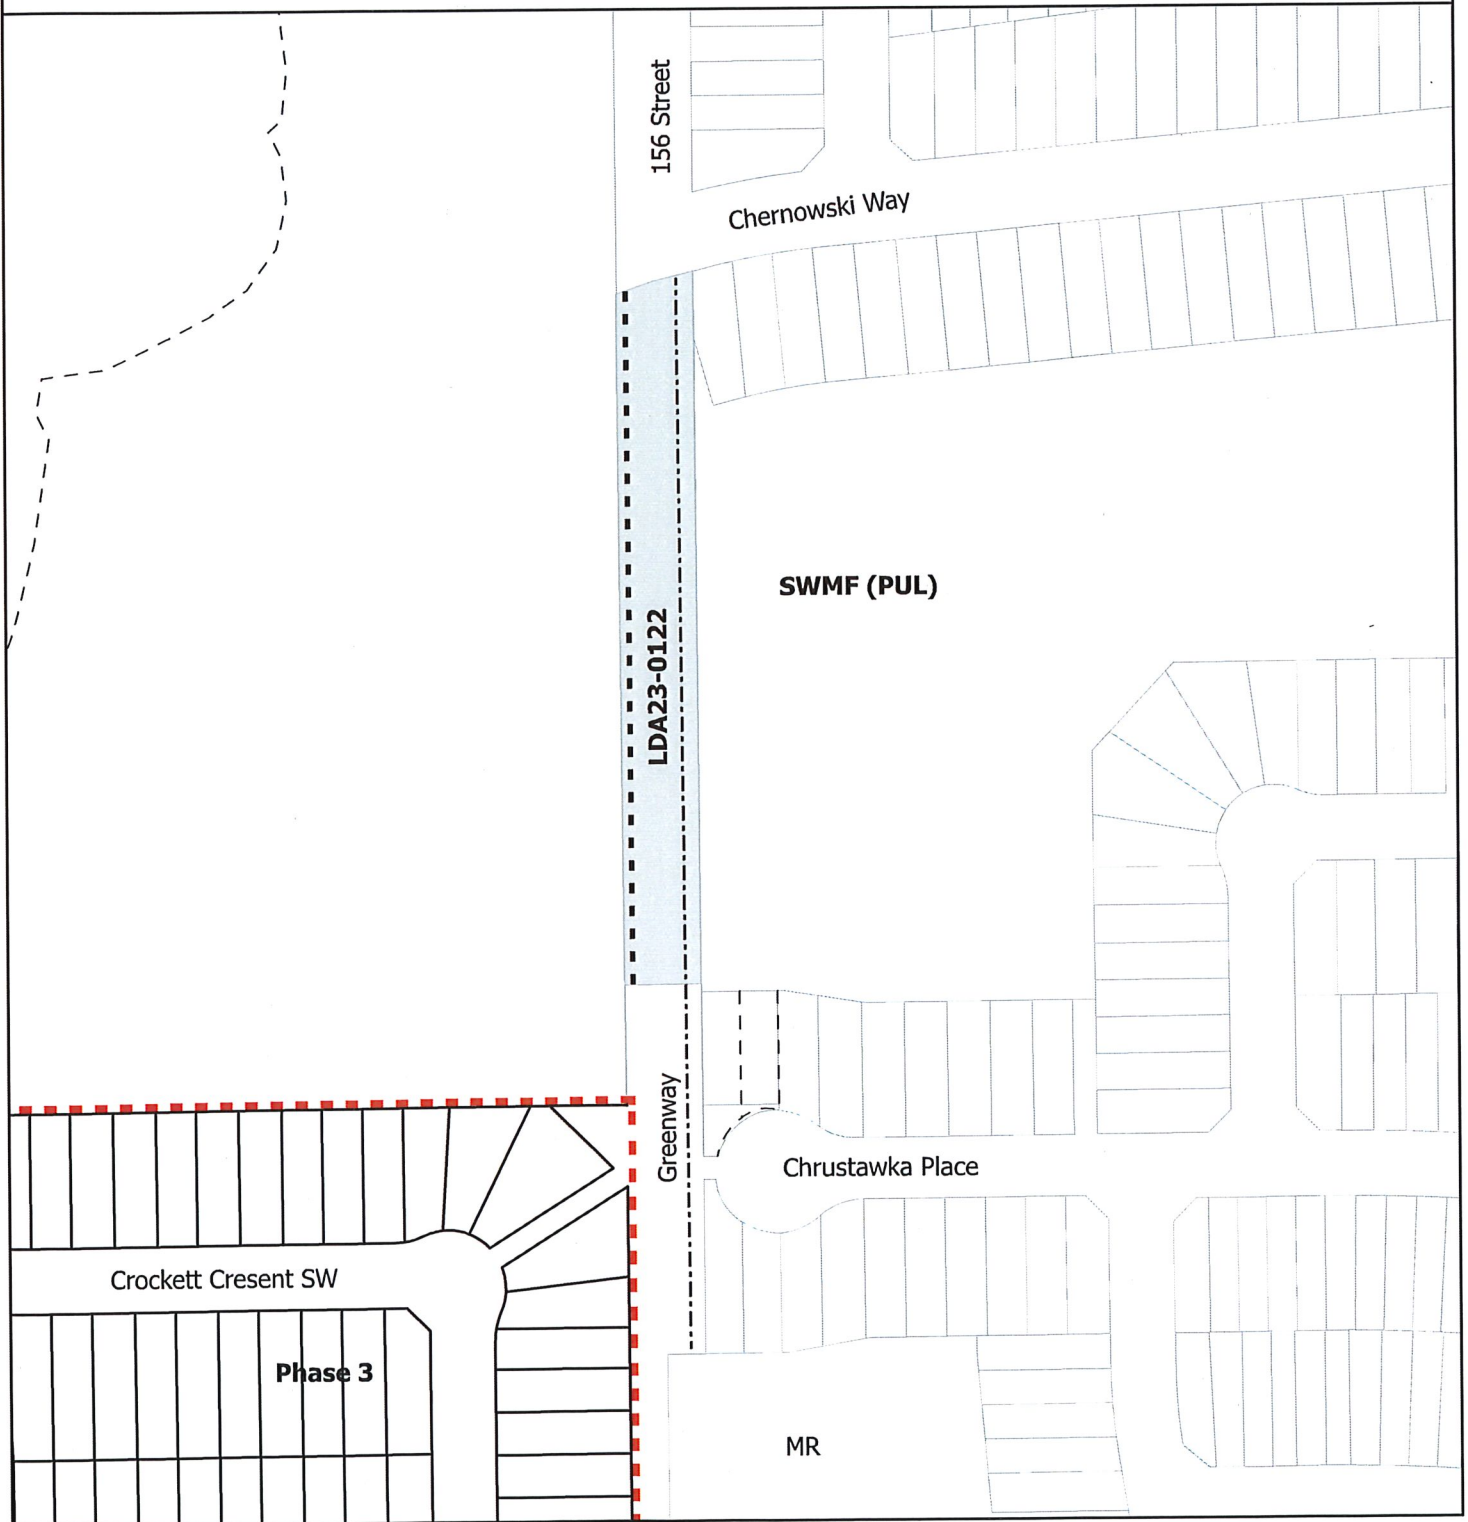 156 Street
Chernowski Way
SWMF (PUL)
LDA23-0122
Greenway
Chrustawka Place
Crockett Cresent SW
Phase 3
MR